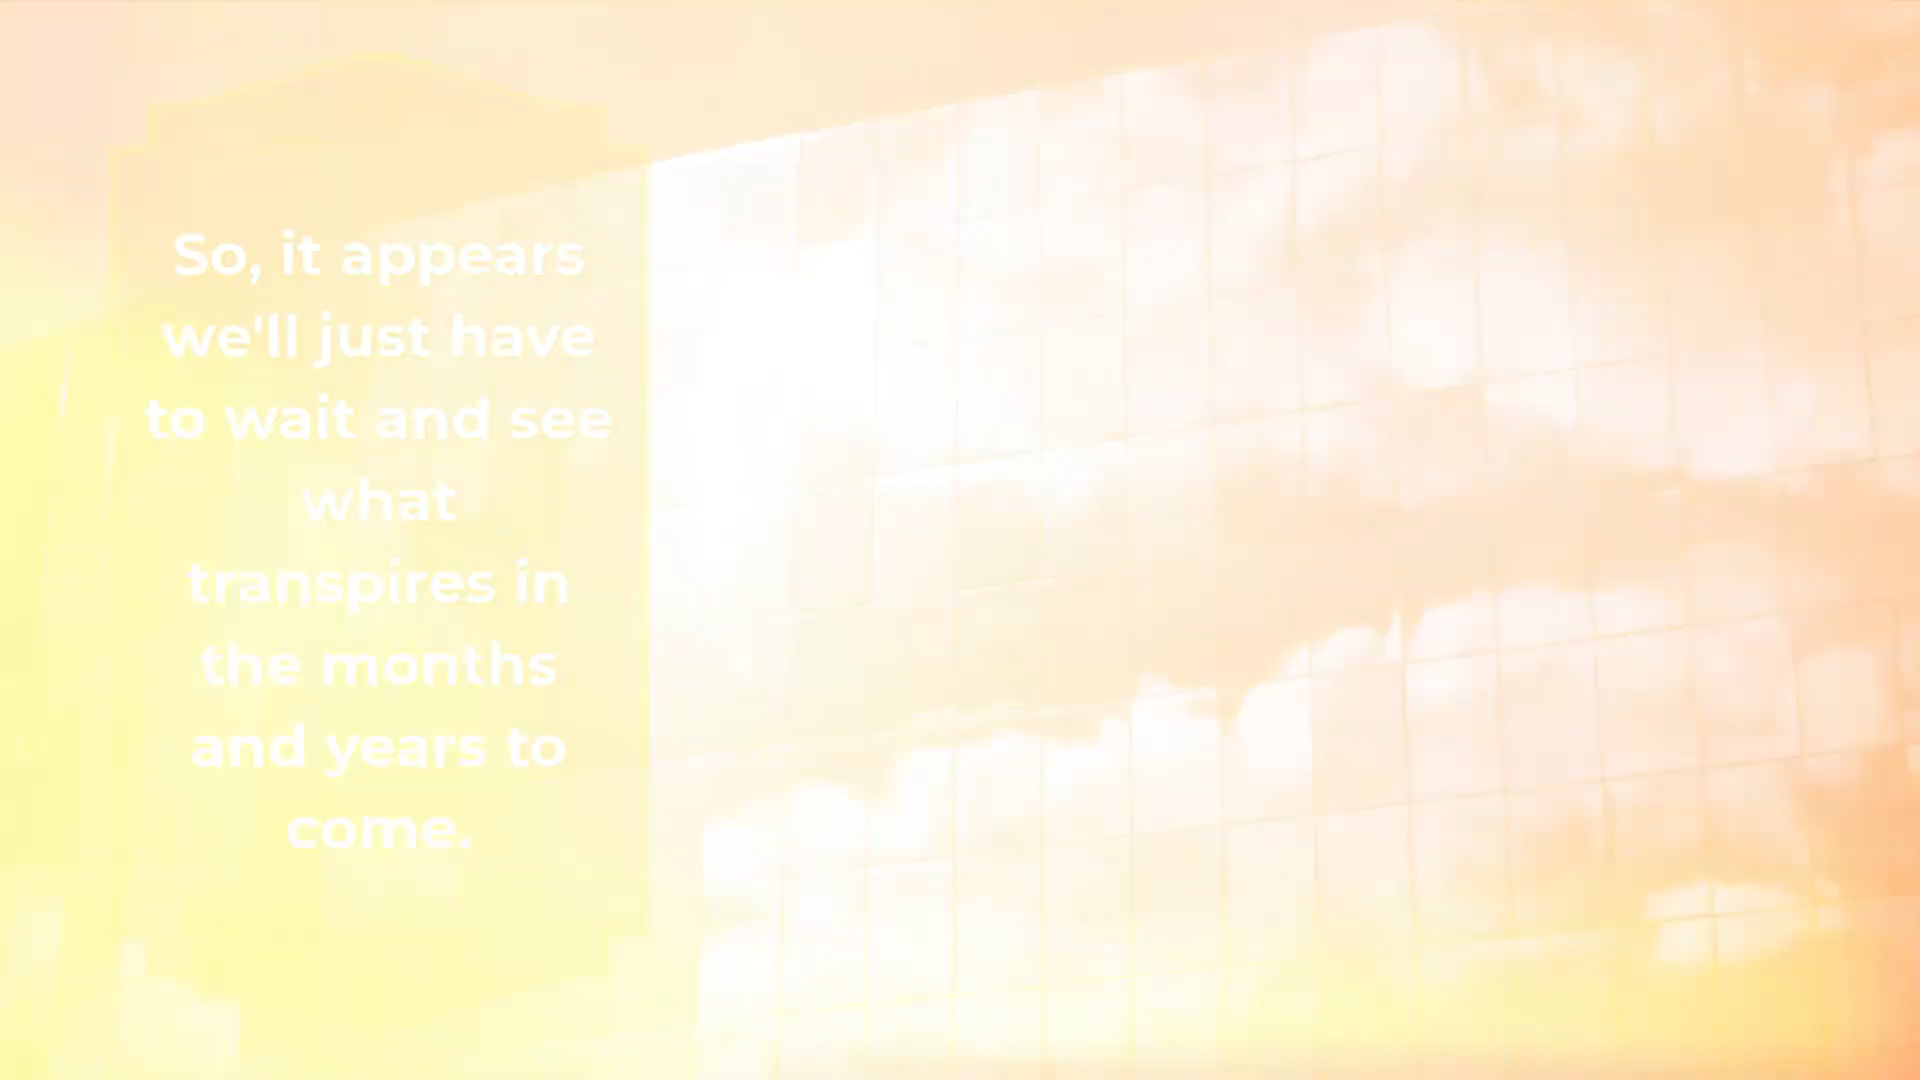 So, it appears
we'll just have
to wait and see
what
transpires in
the months
and years to
come.